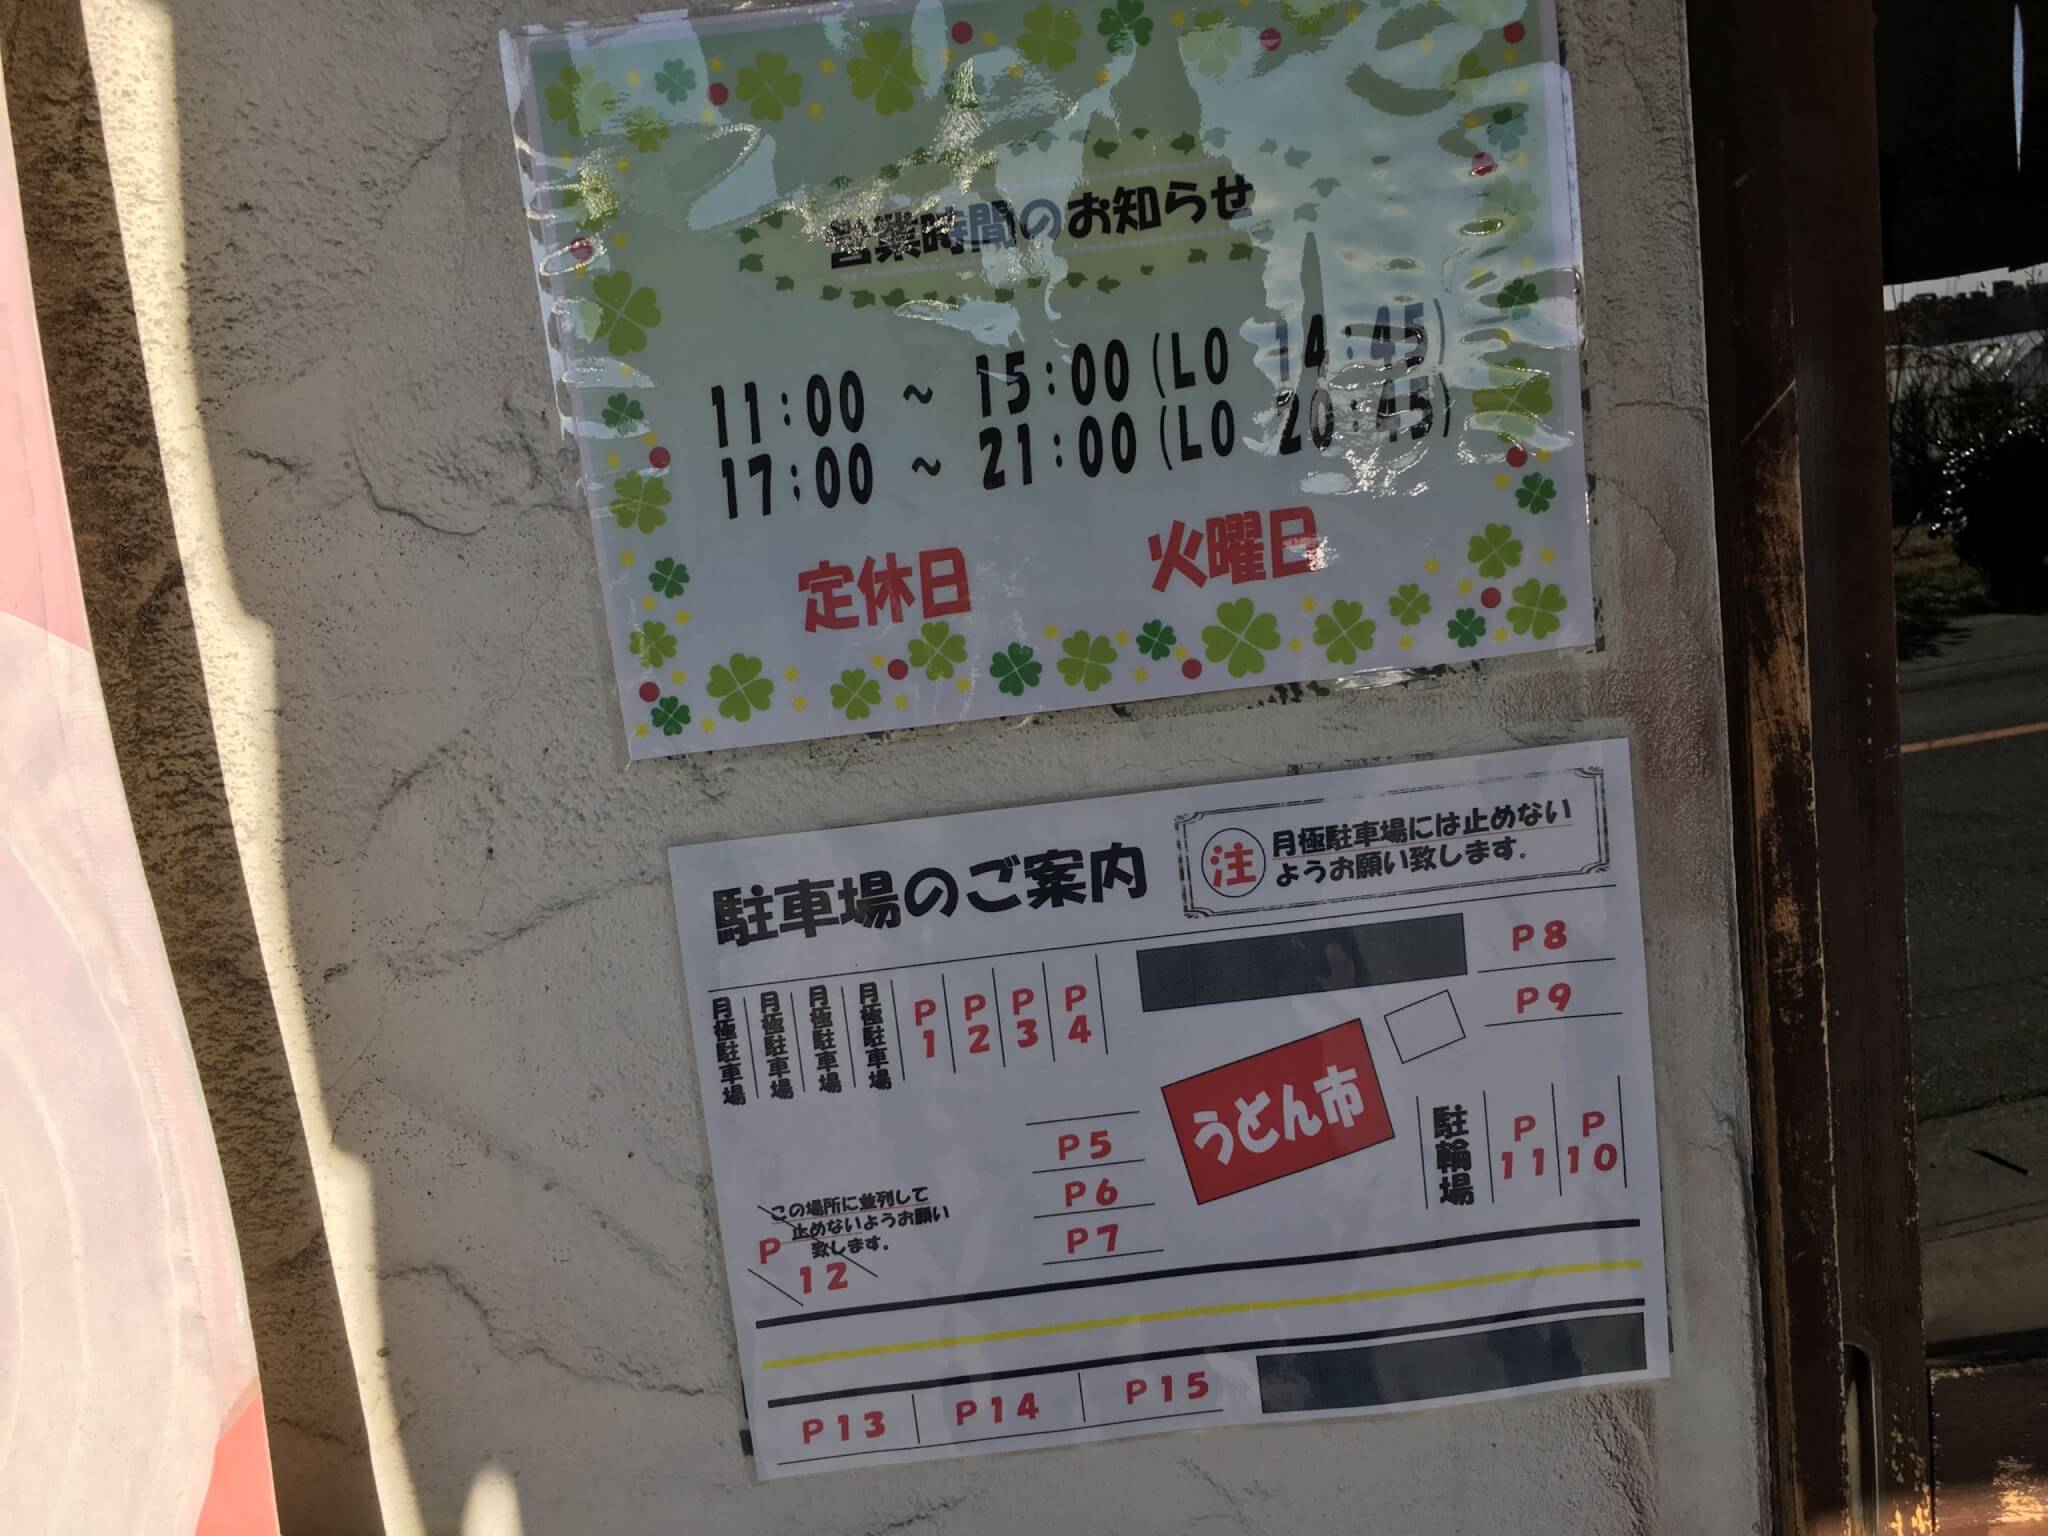 営業時間のお知らせ
11:00 ～ 15:00(LO 14:45)
17:00 ～ 21:00(LO 20:45)
定休日 火曜日
駐車場のご案内
注
月極駐車場には止めない
ようお願い致します.
月極駐車場
月極駐車場
月極駐車場
月極駐車場
P1
P2
P3
P4
P8
P9
うどん市
P5
P6
P7
駐輪場
P11
P10
この場所に並列して
止めないようお願い
致します.
P12
P13
P14
P15